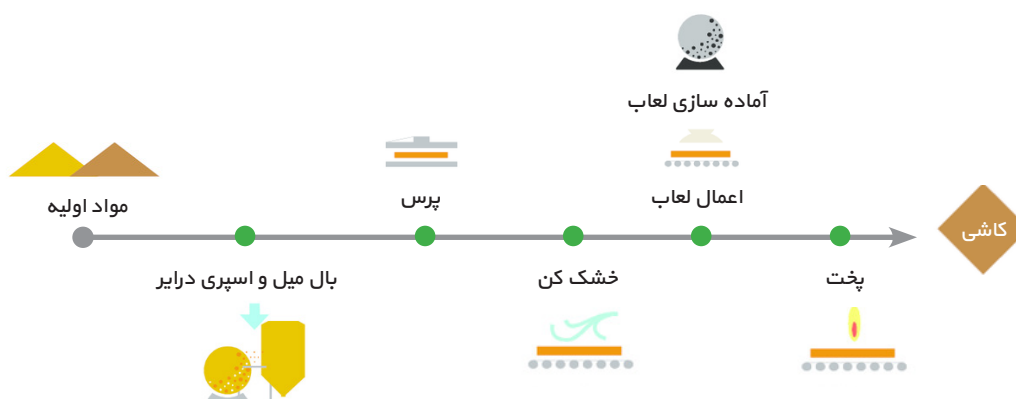 آماده سازی لعاب
مواد اولیه
پرس
اعمال لعاب
کاشی
بال میل و اسپری درایر
خشک کن
پخت